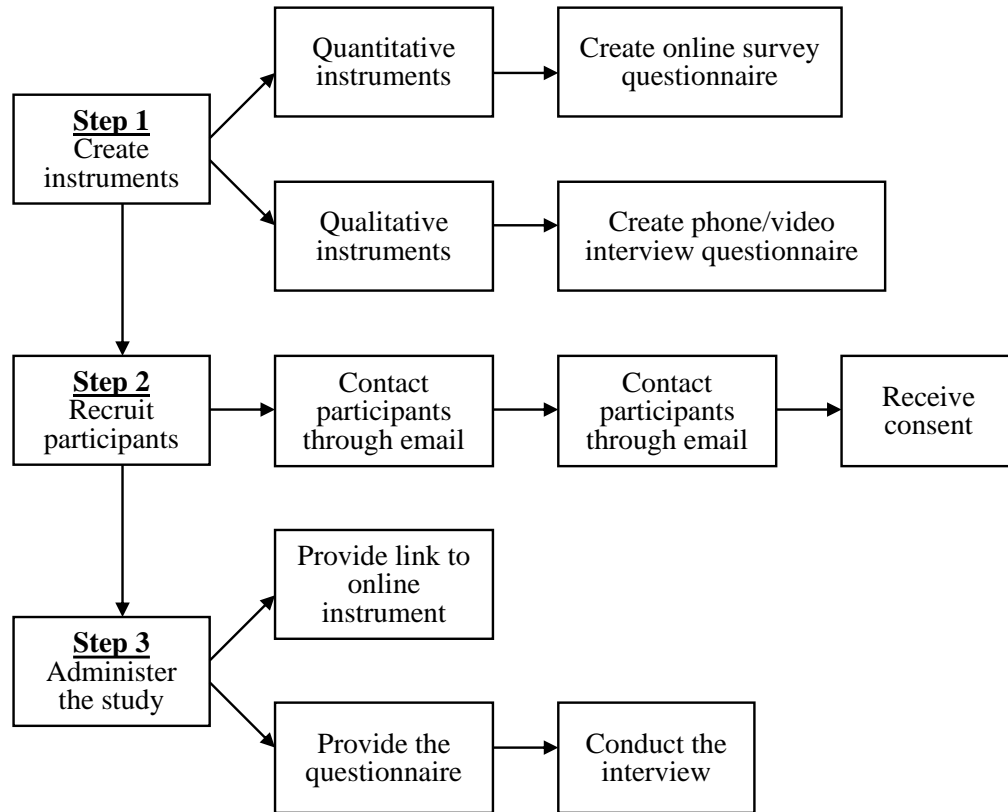 Quantitative
instruments
Create online survey
questionnaire
Step 1
Create
instruments
Qualitative
instruments
Create phone/video
interview questionnaire
Step 2
Recruit
participants
Contact
participants
through email
Contact
participants
through email
Receive
consent
Provide link to
online
instrument
Step 3
Administer
the study
Provide the
questionnaire
Conduct the
interview